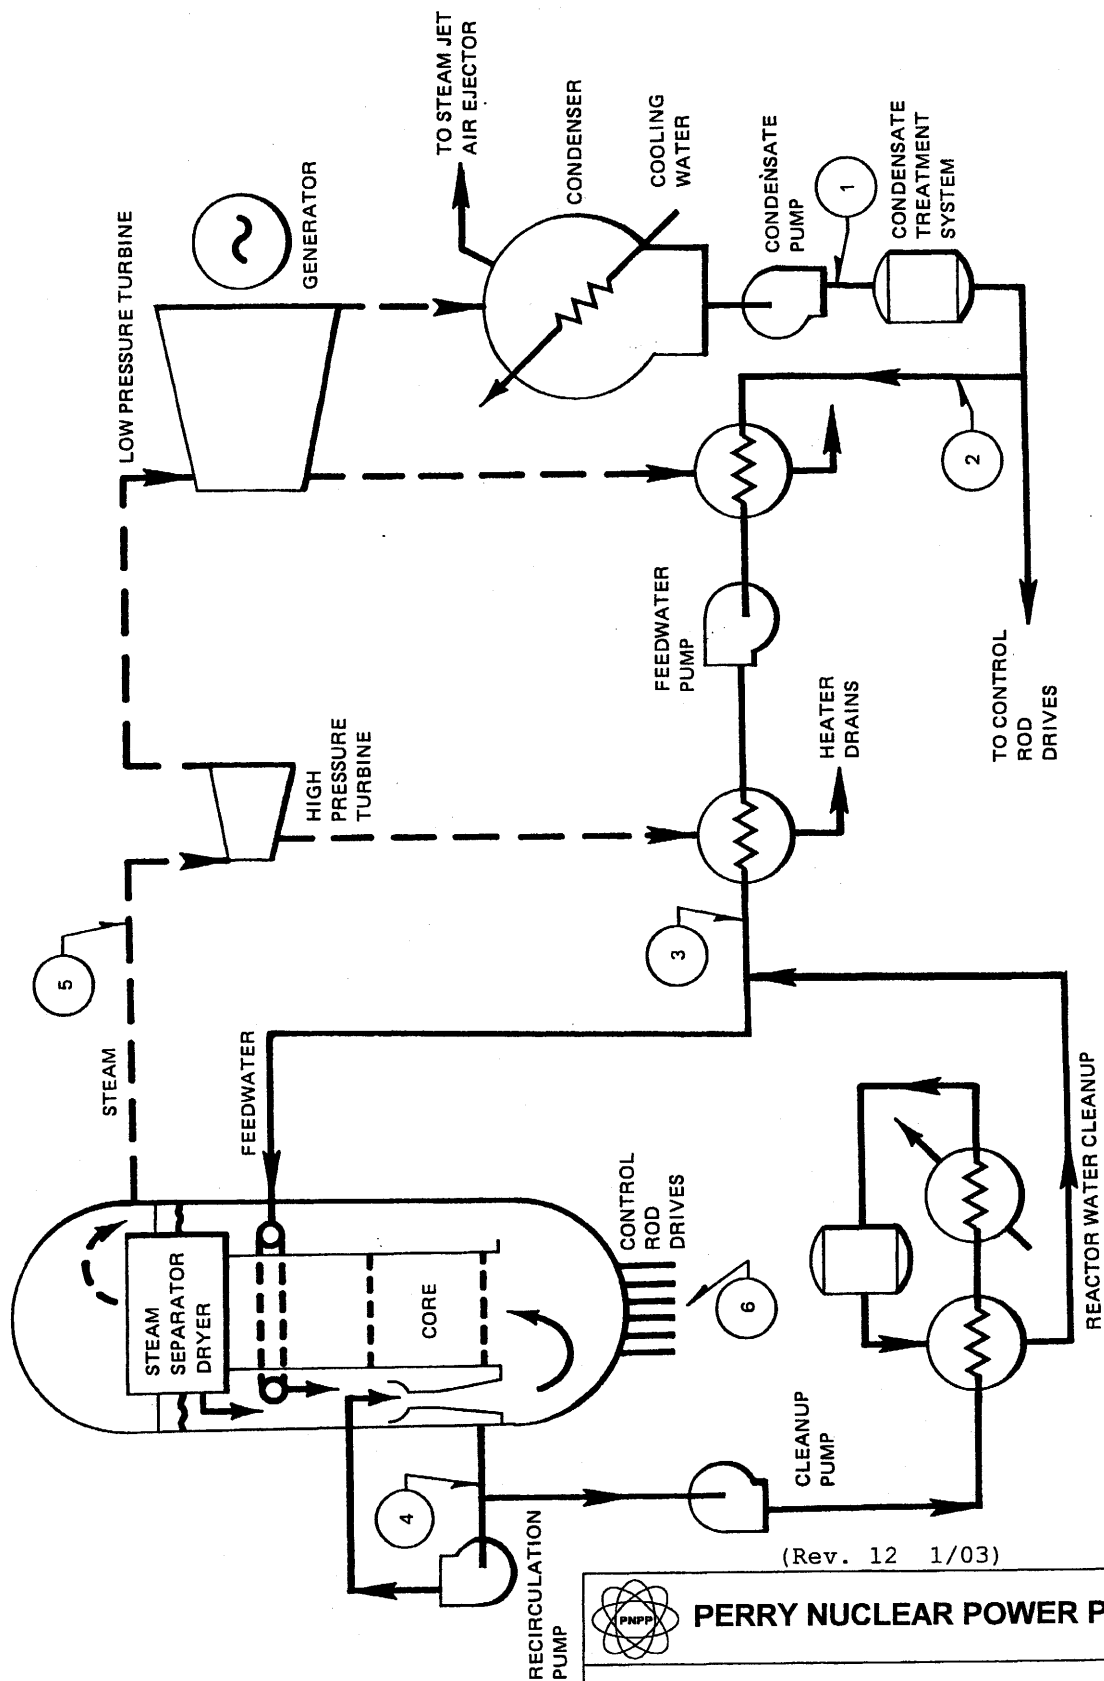 LOW PRESSURE TURBINE
GENERATOR
TO STEAM JET
AIR EJECTOR
CONDENSER
COOLING
WATER
CONDENSATE
PUMP
1
CONDENSATE
TREATMENT
SYSTEM
2
FEEDWATER
PUMP
HIGH
PRESSURE
TURBINE
HEATER
DRAINS
TO CONTROL
ROD
DRIVES
5
3
STEAM
FEEDWATER
STEAM
SEPARATOR
DRYER
CORE
CONTROL
ROD
DRIVES
6
REACTOR WATER CLEANUP
4
CLEANUP
PUMP
RECIRCULATION
PUMP
(Rev. 12 1/03)
PNPP
PERRY NUCLEAR POWER P